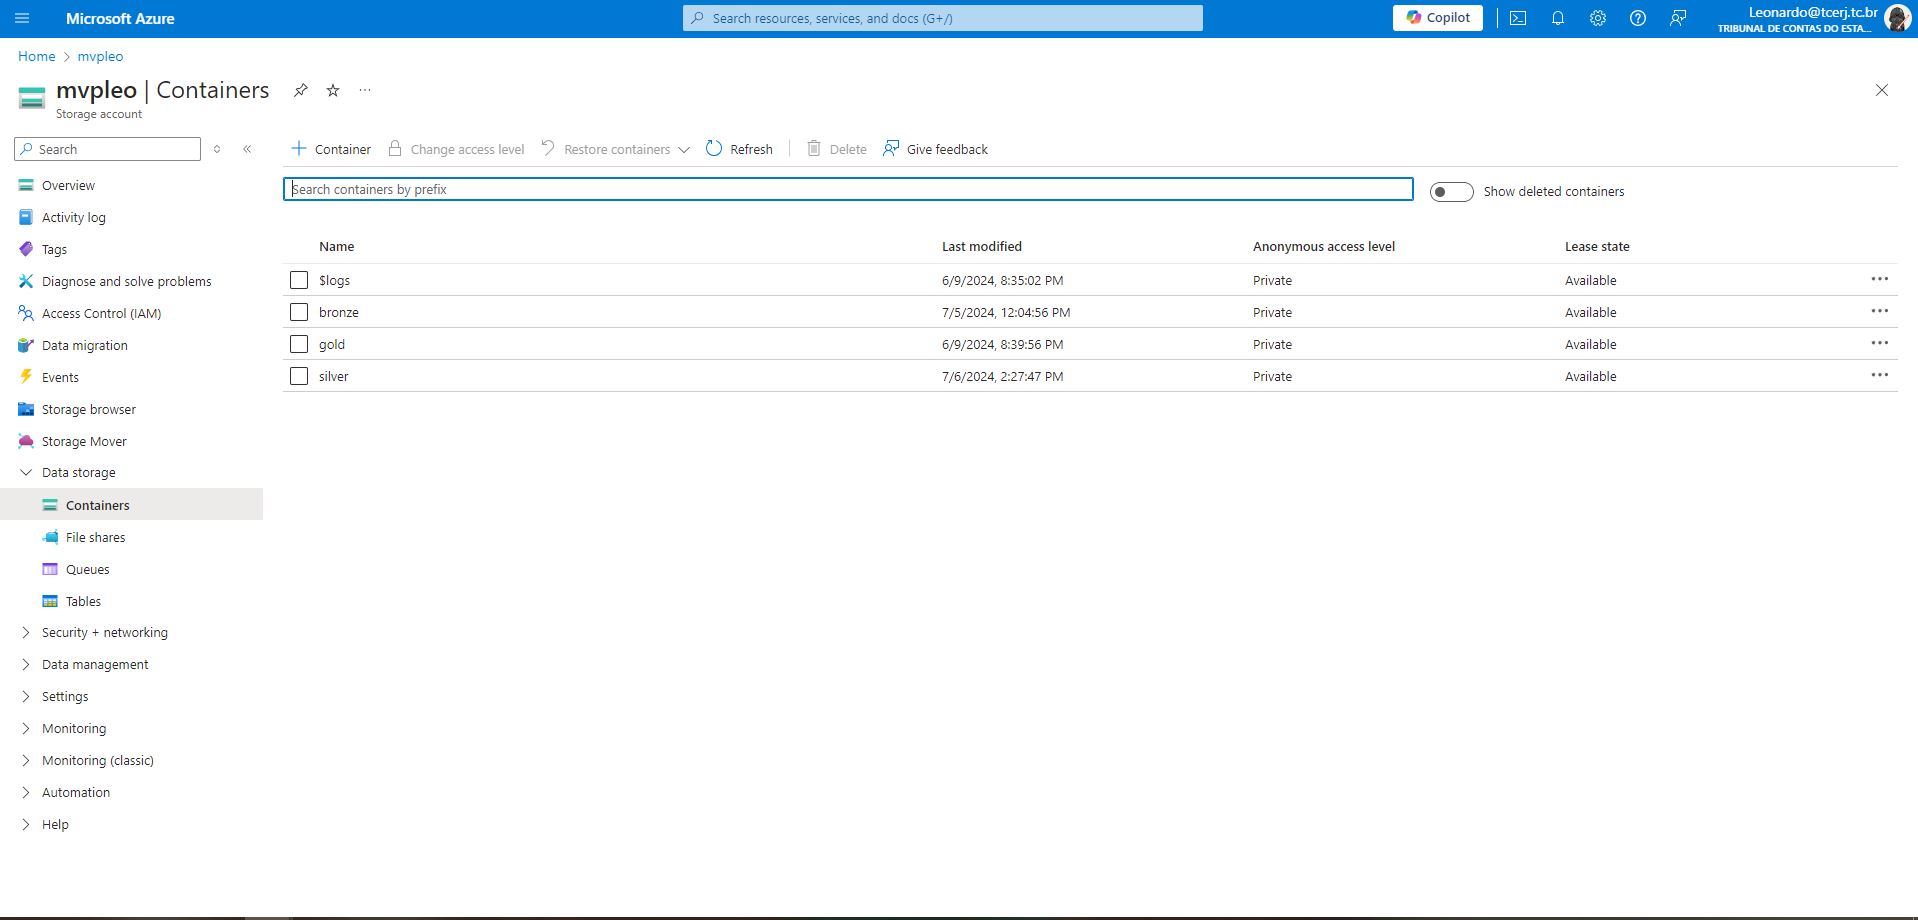 Microsoft Azure
Search resources, services, and docs (G+/)
Copilot
Leonardo@tcerj.tc.br
TRIBUNAL DE CONTAS DO ESTA...
Home > mvpleo
mvpleo | Containers
Storage account
Search
Container
Change access level
Restore containers
Refresh
Delete
Give feedback
Search containers by prefix
Show deleted containers
Name Last modified Anonymous access level Lease state
$logs 6/9/2024, 8:35:02 PM Private Available
bronze 7/5/2024, 12:04:56 PM Private Available
gold 6/9/2024, 8:39:56 PM Private Available
silver 7/6/2024, 2:27:47 PM Private Available
Overview
Activity log
Tags
Diagnose and solve problems
Access Control (IAM)
Data migration
Events
Storage browser
Storage Mover
Data storage
Containers
File shares
Queues
Tables
Security + networking
Data management
Settings
Monitoring
Monitoring (classic)
Automation
Help